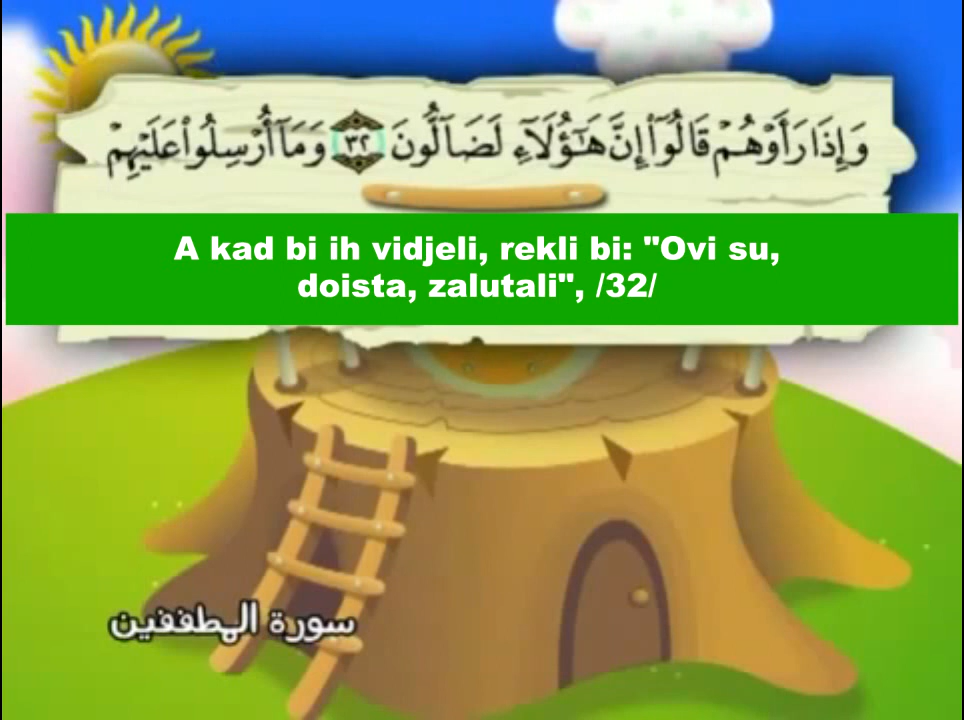 وَإِذَا رَأَوْهُمْ قَالُوٓا۟ إِنَّ هَـٰٓؤُلَآءِ لَضَآلُّونَ ٣٢ وَمَآ أُرْسِلُوا۟ عَلَيْهِمْ
A kad bi ih vidjeli, rekli bi: "Ovi su,
doista, zalutali", /32/
سورة المطففين